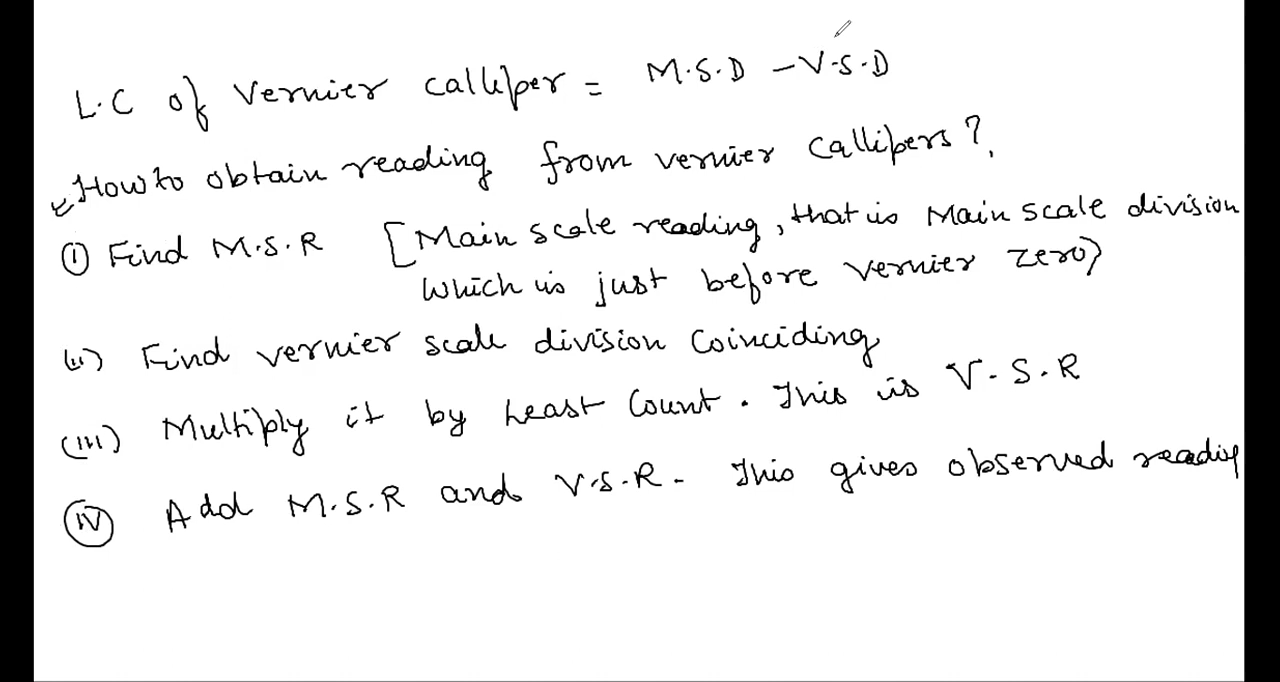 L.C of Vernier calliper = M.S.D - V.S.D
How to obtain reading from vernier callipers?
(i) Find M.S.R [Main scale reading, that is Main scale division
which is just before vernier zero}
(ii) Find vernier scale division coinciding
(iii) Multiply it by Least Count. This is V.S.R
(IV) Add M.S.R and V.S.R. This gives observed reading